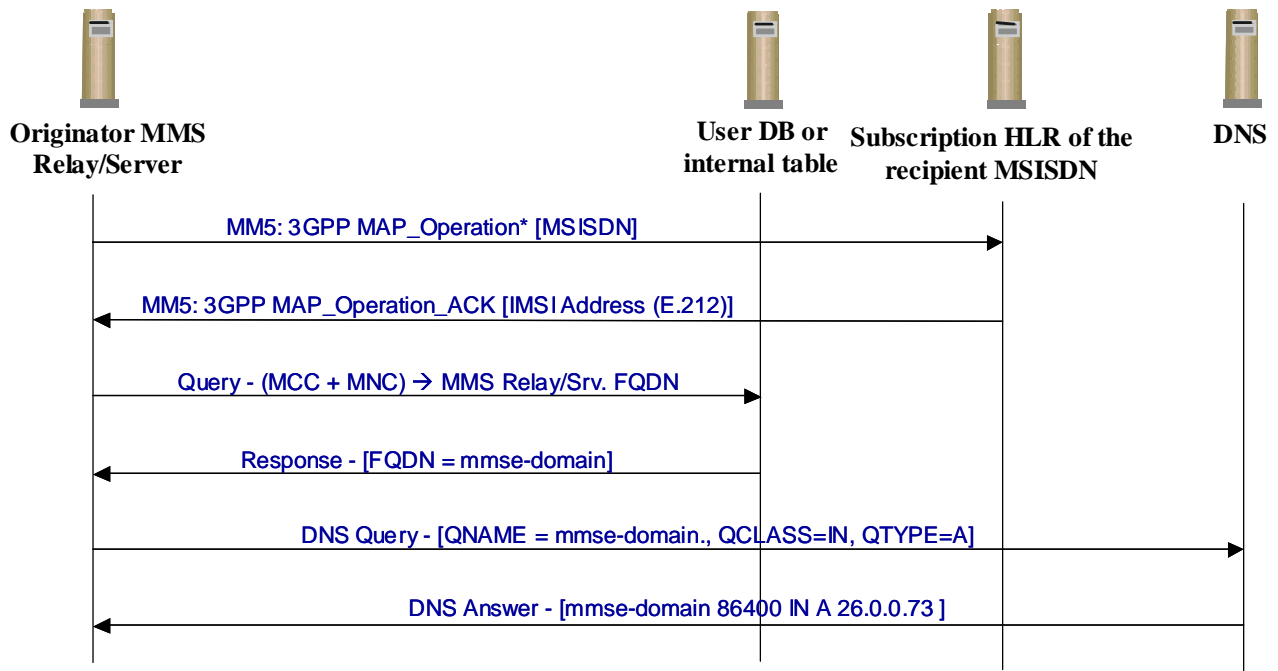 Originator MMS
Relay/Server
User DB or
internal table
Subscription HLR of the
recipient MSISDN
DNS
MM5: 3GPP MAP_Operation* [MSISDN]
MM5: 3GPP MAP_Operation_ACK [IMSI Address (E.212)]
Query - (MCC + MNC) → MMS Relay/Srv. FQDN
Response - [FQDN = mmse-domain]
DNS Query - [QNAME = mmse-domain., QCLASS=IN, QTYPE=A]
DNS Answer - [mmse-domain 86400 IN A 26.0.0.73 ]